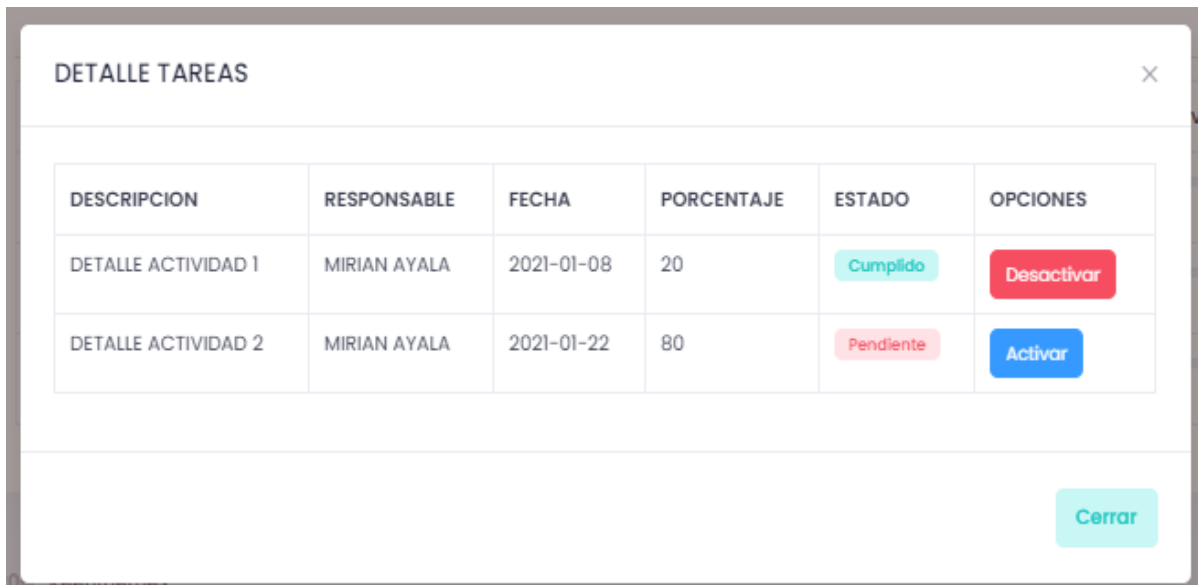 DETALLE TAREAS
DESCRIPCION RESPONSABLE FECHA PORCENTAJE ESTADO OPCIONES
DETALLE ACTIVIDAD 1 MIRIAN AYALA 2021-01-08 20 Cumplido Desactivar
DETALLE ACTIVIDAD 2 MIRIAN AYALA 2021-01-22 80 Pendiente Activar
Cerrar